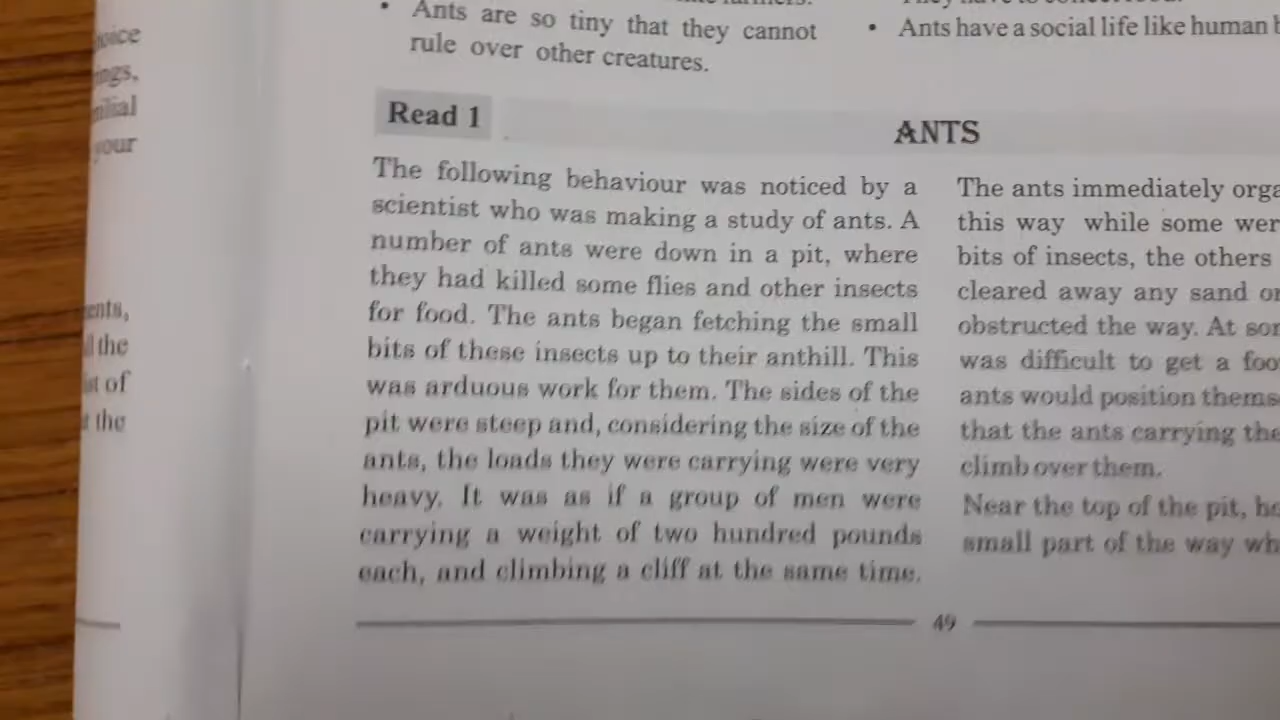 • Ants are so tiny that they cannot
rule over other creatures.
• Ants have a social life like human
Read 1
ANTS
The following behaviour was noticed by a
scientist who was making a study of ants. A
number of ants were down in a pit, where
they had killed some flies and other insects
for food. The ants began fetching the small
bits of these insects up to their anthill. This
was arduous work for them. The sides of the
pit were steep and, considering the size of the
ants, the loads they were carrying were very
heavy. It was as if a group of men were
carrying a weight of two hundred pounds
each, and climbing a cliff at the same time.
The ants immediately
this way while some
bits of insects, the others
cleared away any sand
obstructed the way. At
was difficult to get a
ants would position
that the ants carrying
climb over them.
Near the top of the pit,
small part of the way
49
your
the
of
the